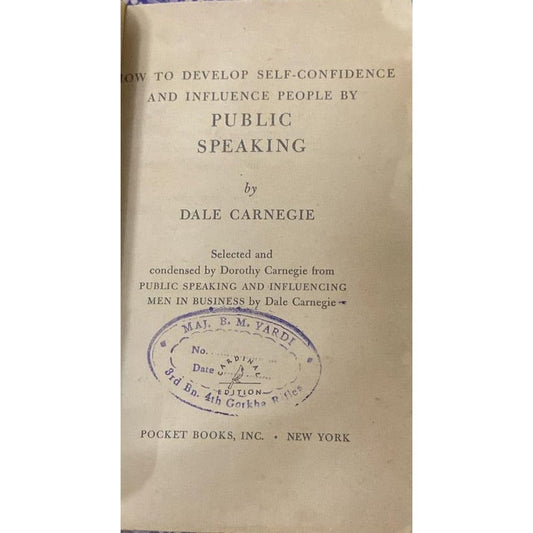 HOW TO DEVELOP SELF-CONFIDENCE
AND INFLUENCE PEOPLE BY
PUBLIC
SPEAKING
by
DALE CARNEGIE
Selected and
condensed by Dorothy Carnegie from
PUBLIC SPEAKING AND INFLUENCING
MEN IN BUSINESS by Dale Carnegie
MAJ. B. M. YARDI
No.
Date
EDITION
3rd Bn. 4th Gorkha Rifles
POCKET BOOKS, INC. • NEW YORK